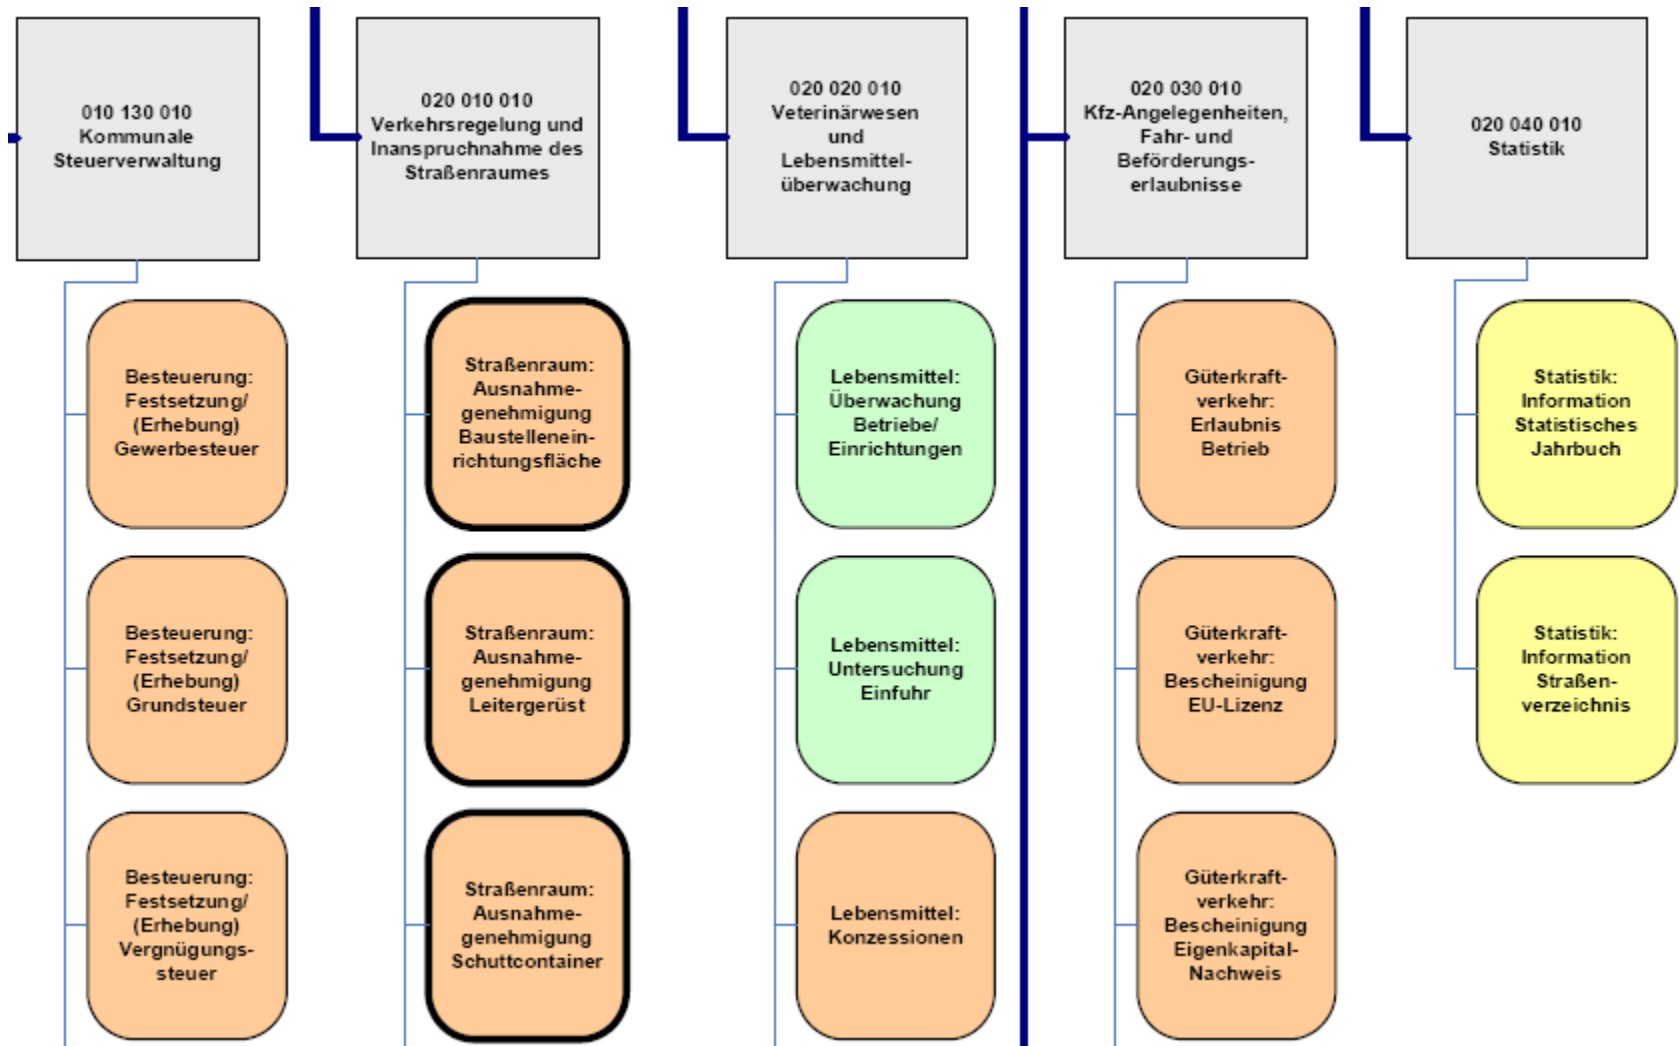 010 130 010
Kommunale
Steuerverwaltung
020 010 010
Verkehrsregelung und
Inanspruchnahme des
Straßenraumes
020 020 010
Veterinärwesen
und
Lebensmittel-
überwachung
020 030 010
Kfz-Angelegenheiten,
Fahr- und
Beförderungs-
erlaubnisse
020 040 010
Statistik
Besteuerung:
Festsetzung/
(Erhebung)
Gewerbesteuer
Straßenraum:
Ausnahme-
genehmigung
Baustellenein-
richtungsfläche
Lebensmittel:
Überwachung
Betriebe/
Einrichtungen
Güterkraft-
verkehr:
Erlaubnis
Betrieb
Statistik:
Information
Statistisches
Jahrbuch
Besteuerung:
Festsetzung/
(Erhebung)
Grundsteuer
Straßenraum:
Ausnahme-
genehmigung
Leitergerüst
Lebensmittel:
Untersuchung
Einfuhr
Güterkraft-
verkehr:
Bescheinigung
EU-Lizenz
Statistik:
Information
Straßen-
verzeichnis
Besteuerung:
Festsetzung/
(Erhebung)
Vergnügungs-
steuer
Straßenraum:
Ausnahme-
genehmigung
Schuttcontainer
Lebensmittel:
Konzessionen
Güterkraft-
verkehr:
Bescheinigung
Eigenkapital-
Nachweis